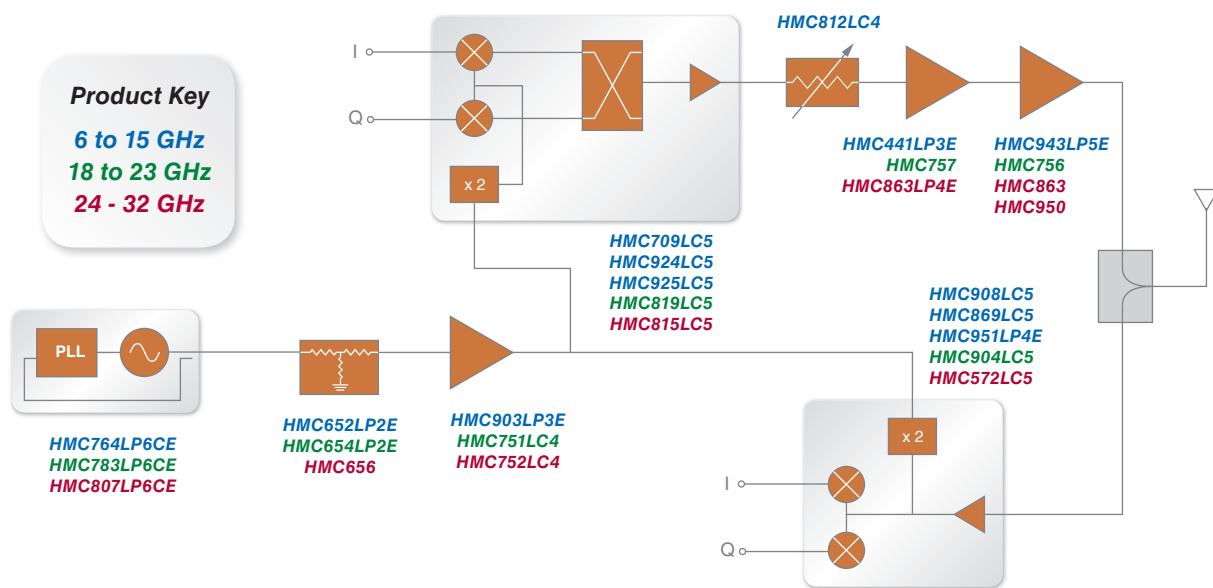 HMC812LC4
I
Q
x 2
Product Key
6 to 15 GHz
18 to 23 GHz
24 - 32 GHz
HMC441LP3E
HMC757
HMC863LP4E
HMC943LP5E
HMC756
HMC863
HMC950
HMC709LC5
HMC924LC5
HMC925LC5
HMC819LC5
HMC815LC5
HMC908LC5
HMC869LC5
HMC951LP4E
HMC904LC5
HMC572LC5
PLL
HMC764LP6CE
HMC783LP6CE
HMC807LP6CE
HMC652LP2E
HMC654LP2E
HMC656
HMC903LP3E
HMC751LC4
HMC752LC4
x 2
I
Q